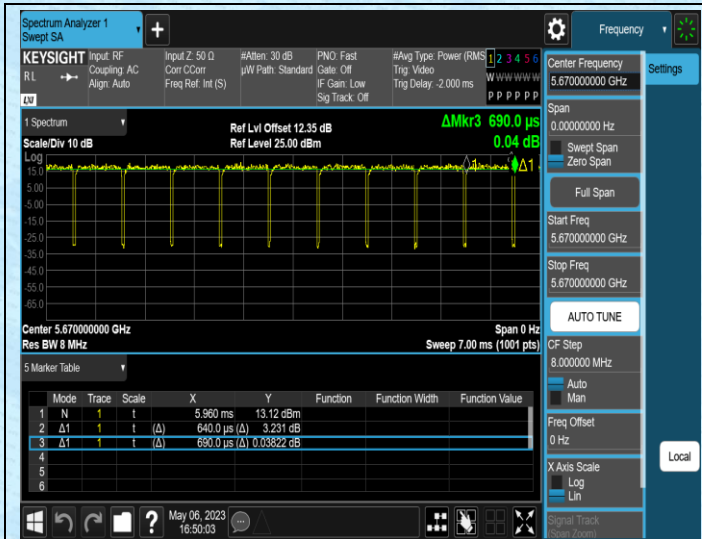 Spectrum Analyzer 1
Swept SA
+
Frequency
KEYSIGHT
RL
LXI
Input: RF
Coupling: AC
Align: Auto
Input Z: 50 Ω
Corr CCorr
Freq Ref: Int (S)
#Atten: 30 dB
µW Path: Standard
PNO: Fast
Gate: Off
IF Gain: Low
Sig Track: Off
#Avg Type: Power (RMS
Trig: Video
Trig Delay: -2.000 ms
1 2 3 4 5 6
W W W W W W
P P P P P P
Center Frequency
5.670000000 GHz
Settings
Span
0.00000000 Hz
Swept Span
Zero Span
Full Span
Start Freq
5.670000000 GHz
Stop Freq
5.670000000 GHz
AUTO TUNE
CF Step
8.000000 MHz
Auto
Man
Freq Offset
0 Hz
X Axis Scale
Log
Lin
Signal Track
(Span Zoom)
Local
1 Spectrum
Scale/Div 10 dB
Ref Lvl Offset 12.35 dB
Ref Level 25.00 dBm
ΔMkr3 690.0 µs
0.04 dB
Log
15.0
5.00
-5.00
-15.0
-25.0
-35.0
-45.0
-55.0
-65.0
Δ1
Center 5.670000000 GHz
Res BW 8 MHz
Span 0 Hz
Sweep 7.00 ms (1001 pts)
5 Marker Table
Mode Trace Scale X Y Function Function Width Function Value
1 N 1 t 5.960 ms 13.12 dBm
2 Δ1 1 t (Δ) 640.0 µs (Δ) 3.231 dB
3 Δ1 1 t (Δ) 690.0 µs (Δ) 0.03822 dB
4
5
6
?
May 06, 2023
16:50:03